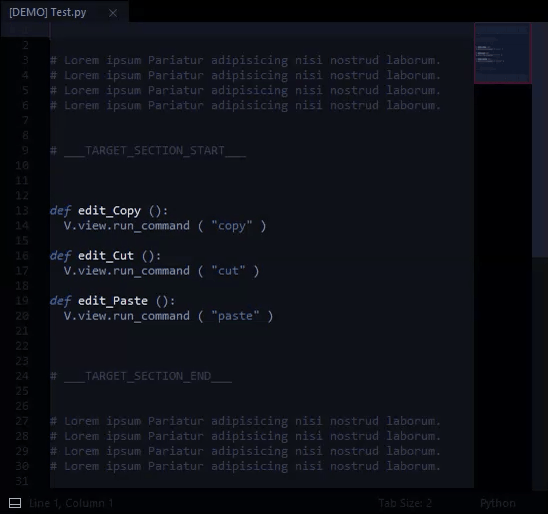 [DEMO] Test.py ×
1
2
3 # Lorem ipsum Pariatur adipisicing nisi nostrud laborum.
4 # Lorem ipsum Pariatur adipisicing nisi nostrud laborum.
5 # Lorem ipsum Pariatur adipisicing nisi nostrud laborum.
6 # Lorem ipsum Pariatur adipisicing nisi nostrud laborum.
7
8
9 # ___TARGET_SECTION_START___
10
11
12
13 def edit_Copy ():
14 V.view.run_command ( "copy" )
15
16 def edit_Cut ():
17 V.view.run_command ( "cut" )
18
19 def edit_Paste ():
20 V.view.run_command ( "paste" )
21
22
23
24 # ___TARGET_SECTION_END___
25
26
27 # Lorem ipsum Pariatur adipisicing nisi nostrud laborum.
28 # Lorem ipsum Pariatur adipisicing nisi nostrud laborum.
29 # Lorem ipsum Pariatur adipisicing nisi nostrud laborum.
30 # Lorem ipsum Pariatur adipisicing nisi nostrud laborum.
31
Line 1, Column 1 Tab Size: 2 Python